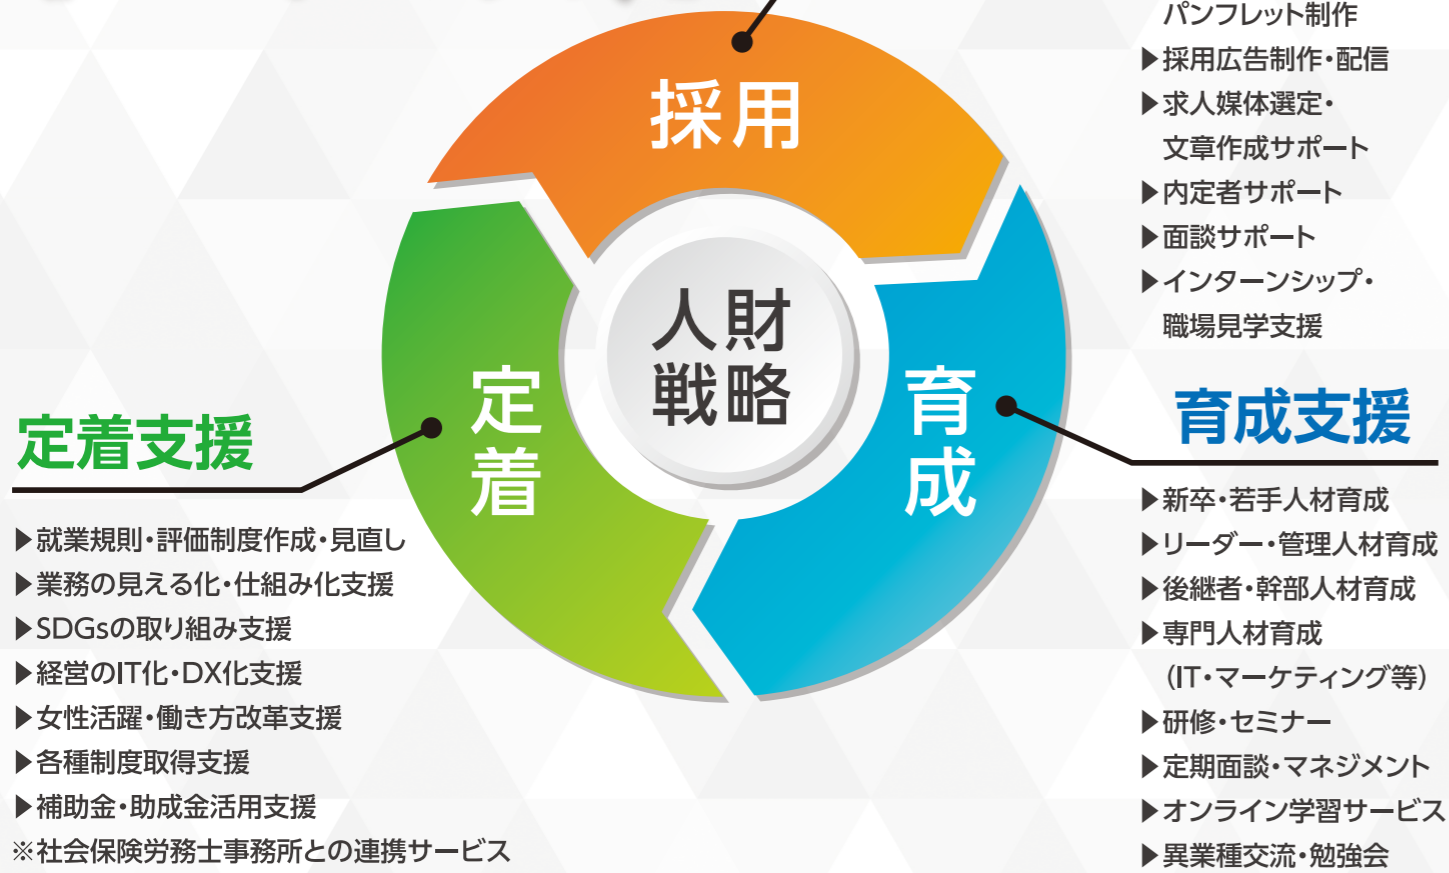 パンフレット制作
▶採用広告制作・配信
▶求人媒体選定・
文章作成サポート
▶内定者サポート
▶面談サポート
▶インターンシップ・
職場見学支援
採用
人財
戦略
定着
育成
定着支援
▶就業規則・評価制度作成・見直し
▶業務の見える化・仕組み化支援
▶SDGsの取り組み支援
▶経営のIT化・DX化支援
▶女性活躍・働き方改革支援
▶各種制度取得支援
▶補助金・助成金活用支援
※社会保険労務士事務所との連携サービス
育成支援
▶新卒・若手人材育成
▶リーダー・管理人材育成
▶後継者・幹部人材育成
▶専門人材育成
（IT・マーケティング等）
▶研修・セミナー
▶定期面談・マネジメント
▶オンライン学習サービス
▶異業種交流・勉強会